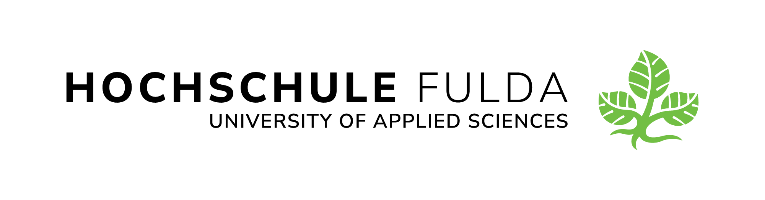 HOCHSCHULE FULDA
UNIVERSITY OF APPLIED SCIENCES